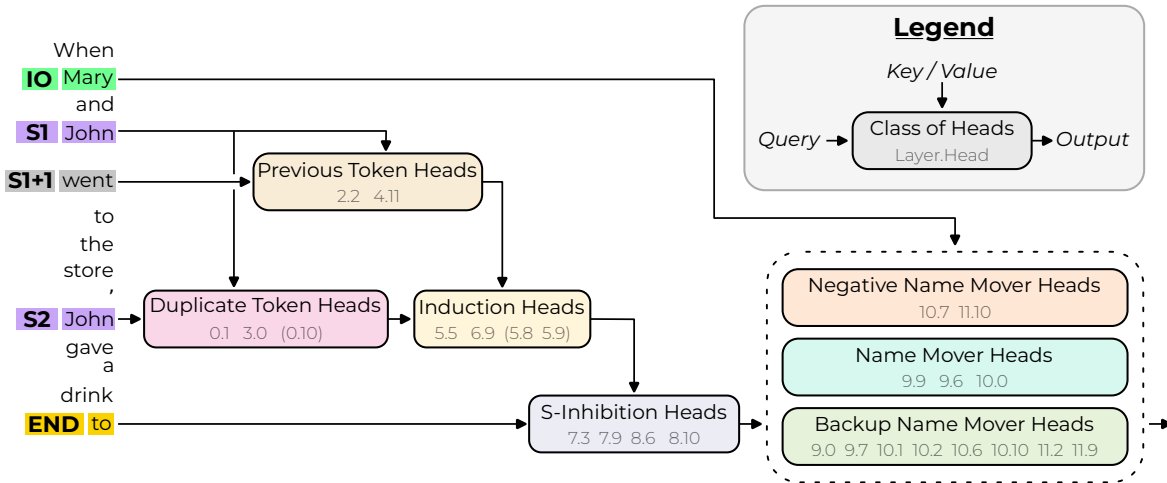 Legend
Key / Value
Class of Heads
Layer.Head
Query
Output
When
IO Mary
and
S1 John
S1+1 went
to
the
store
,
S2 John
gave
a
drink
END to
Previous Token Heads
2.2 4.11
Duplicate Token Heads
0.1 3.0 (0.10)
Induction Heads
5.5 6.9 (5.8 5.9)
S-Inhibition Heads
7.3 7.9 8.6 8.10
Negative Name Mover Heads
10.7 11.10
Name Mover Heads
9.9 9.6 10.0
Backup Name Mover Heads
9.0 9.7 10.1 10.2 10.6 10.10 11.2 11.9